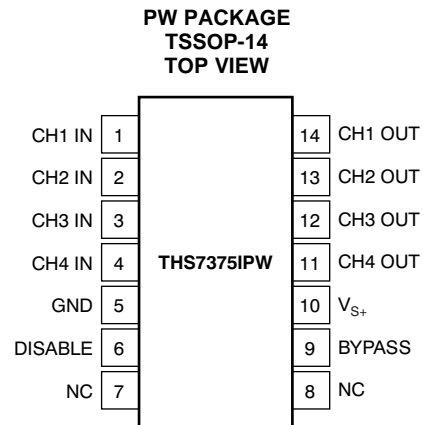 PW PACKAGE
TSSOP-14
TOP VIEW
CH1 IN 1 14 CH1 OUT
CH2 IN 2 13 CH2 OUT
CH3 IN 3 12 CH3 OUT
CH4 IN 4 THS7375IPW 11 CH4 OUT
GND 5 10 VS+
DISABLE 6 9 BYPASS
NC 7 8 NC